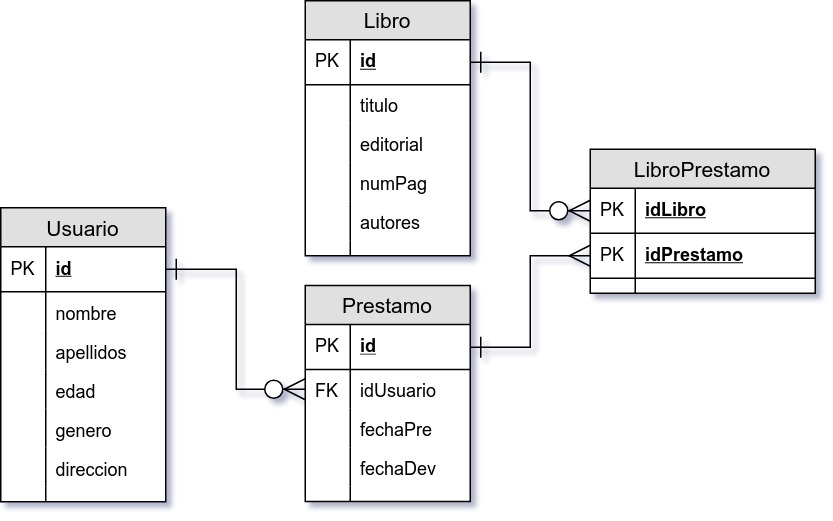 Libro
PK id
titulo
editorial
numPag
autores
LibroPrestamo
PK idLibro
PK idPrestamo
Usuario
PK id
nombre
apellidos
edad
genero
direccion
Prestamo
PK id
FK idUsuario
fechaPre
fechaDev